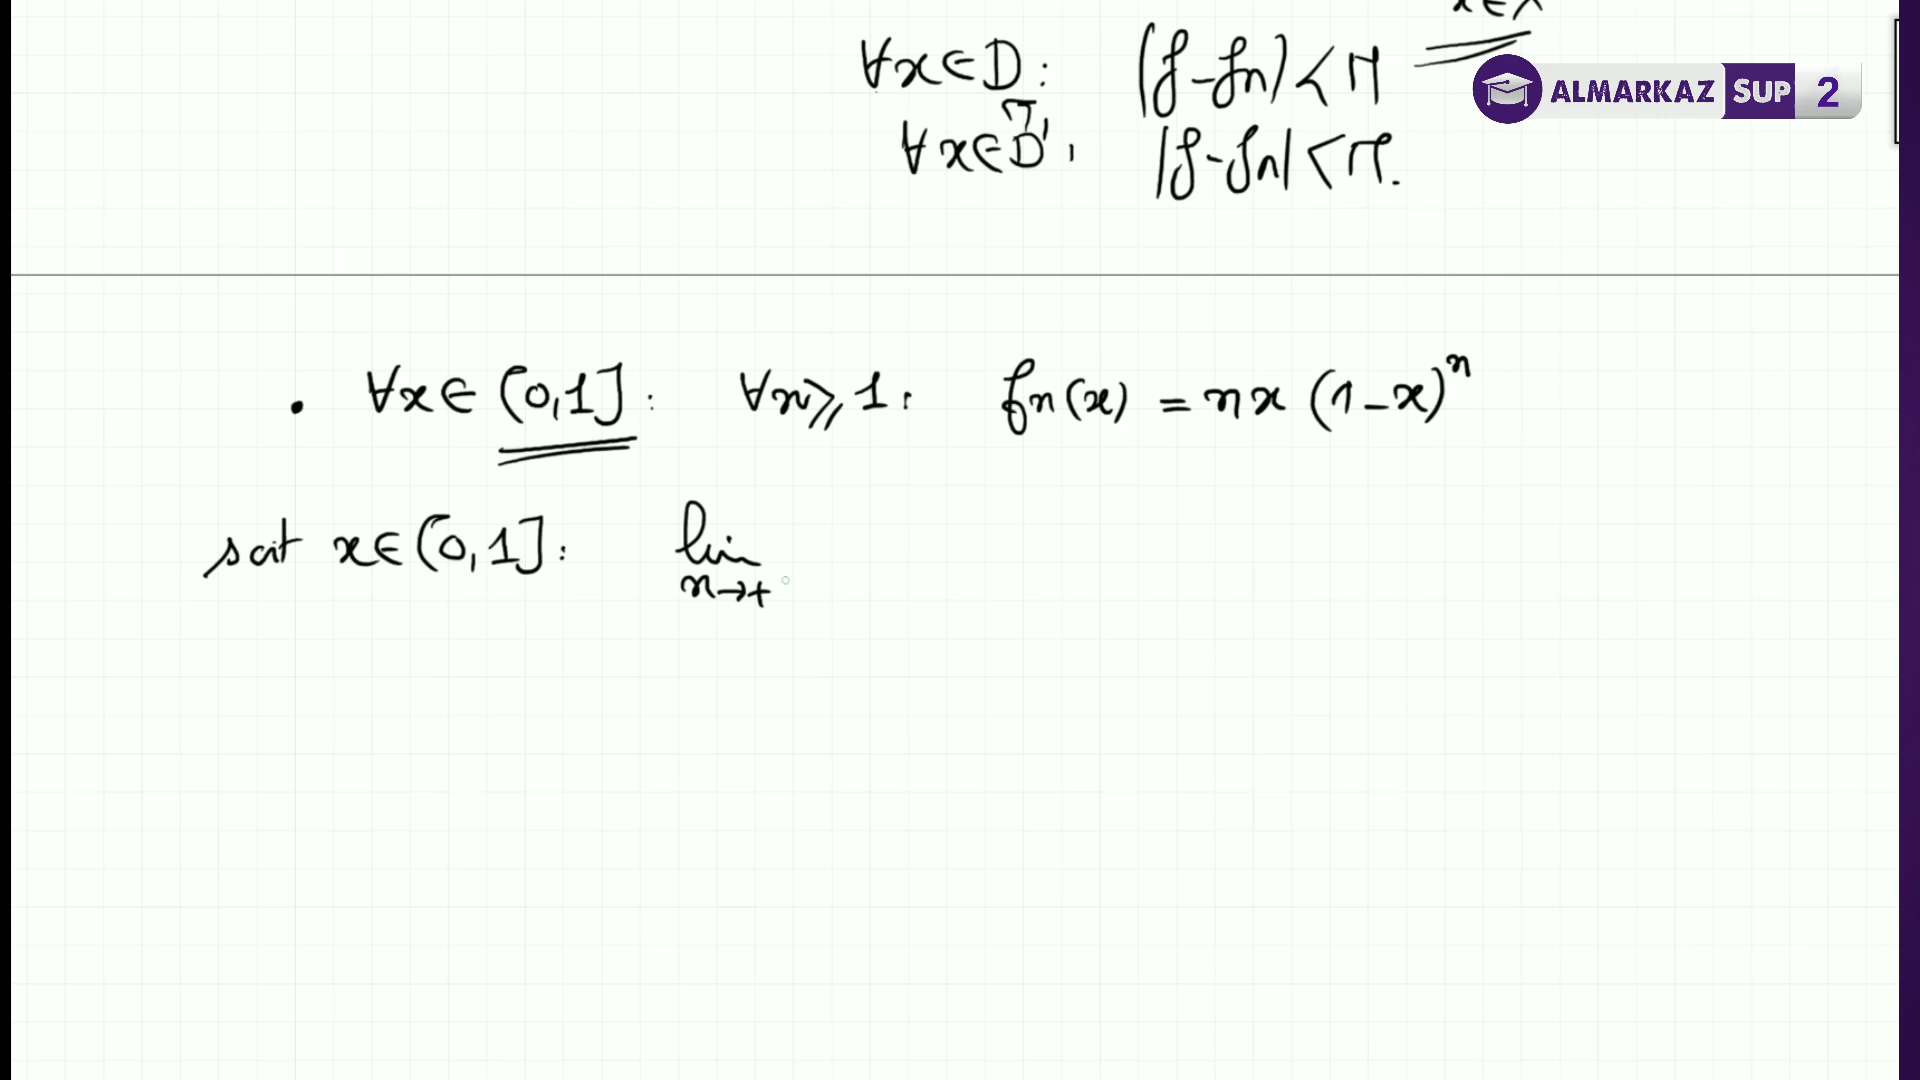 x∈
∀x∈D : |f-fn| < M
ALMARKAZ SUP 2
∀x∈D' : |f-fn| < M.
• ∀x∈ [0,1] : ∀n⩾1 : fn(x) = nx (1-x)ⁿ
soit x∈[0,1] : lim
n→+